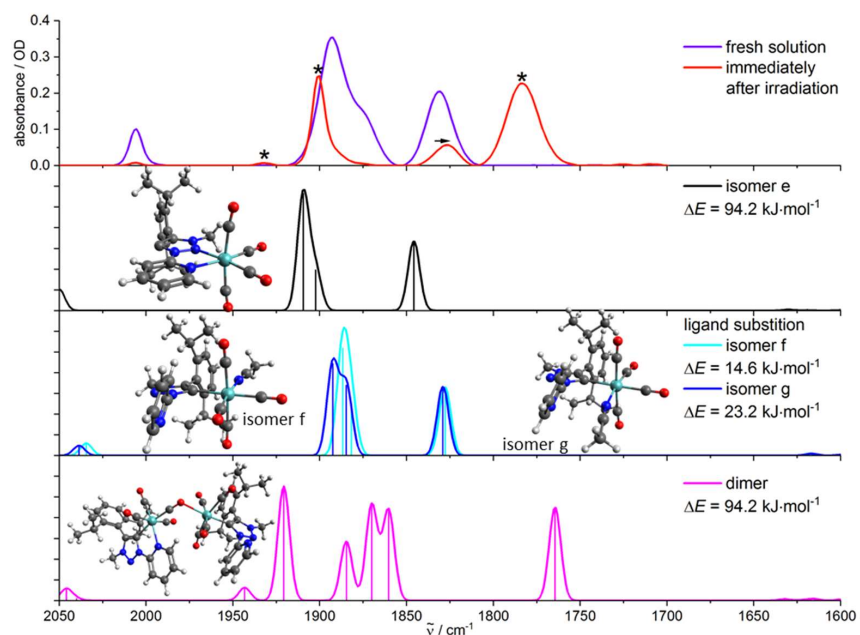 absorbance / OD
0.4
0.3
0.2
0.1
0.0
*
*
*
fresh solution
immediately
after irradiation
isomer e
ΔE = 94.2 kJ·mol⁻¹
ligand substition
isomer f
ΔE = 14.6 kJ·mol⁻¹
isomer g
ΔE = 23.2 kJ·mol⁻¹
isomer f
isomer g
dimer
ΔE = 94.2 kJ·mol⁻¹
2050 2000 1950 1900 1850 1800 1750 1700 1650 1600
ṽ / cm⁻¹